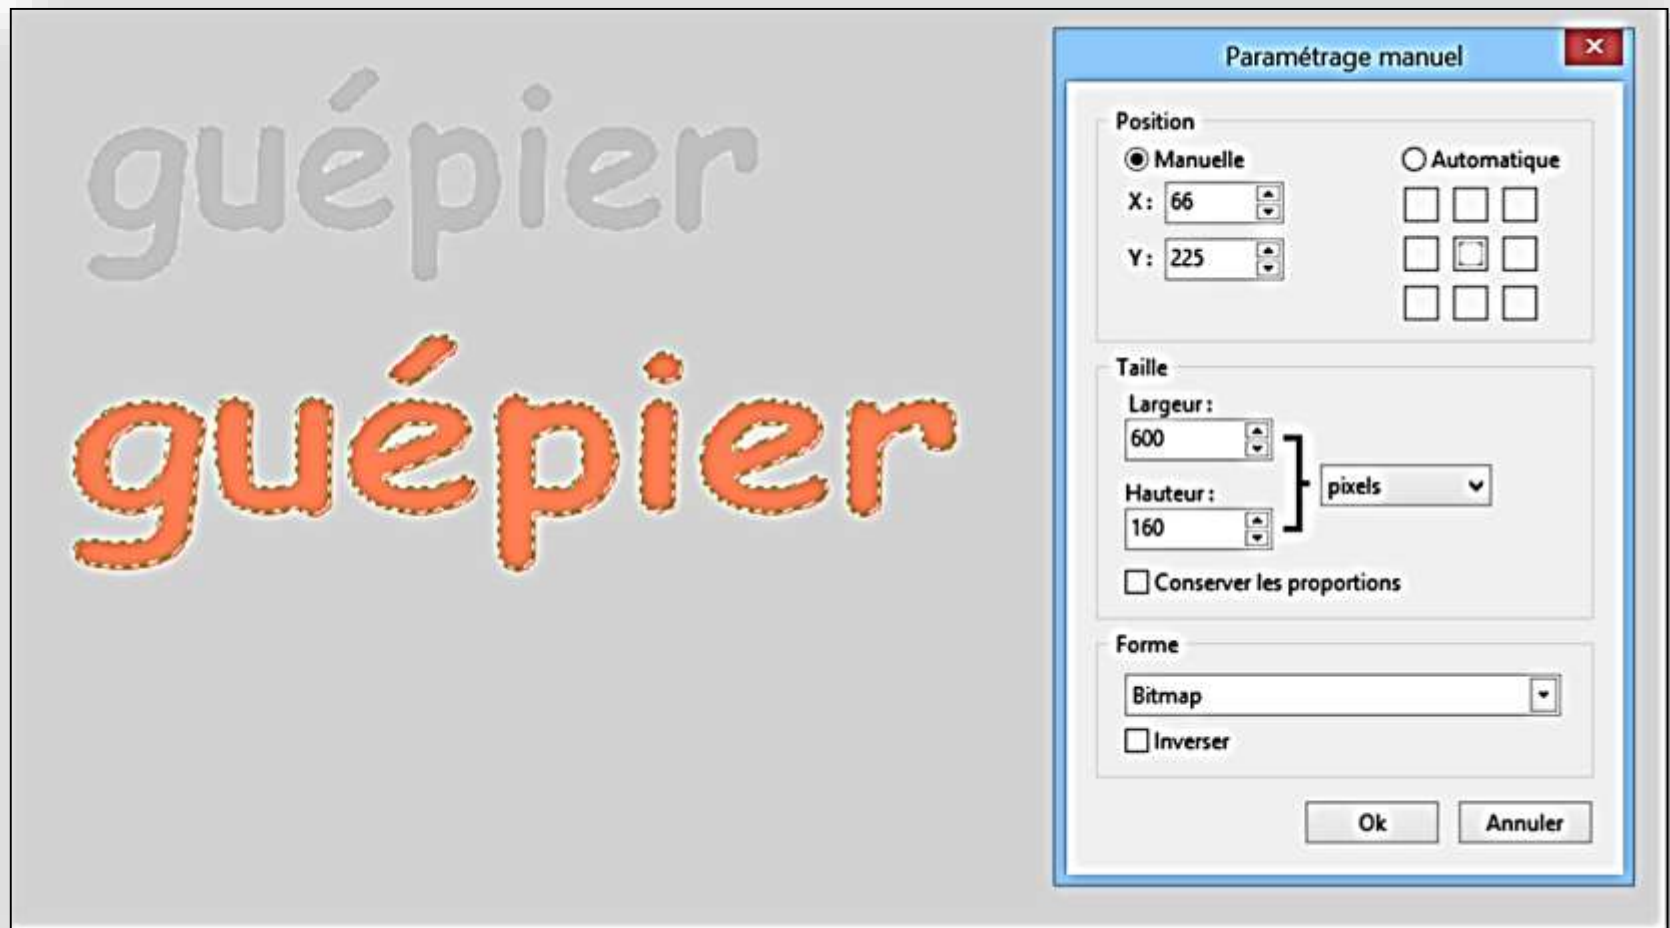 guépier
guépier
Paramétrage manuel
Position
Manuelle Automatique
X: 66
Y: 225
Taille
Largeur:
600
pixels
Hauteur:
160
Conserver les proportions
Forme
Bitmap
Inverser
Ok Annuler